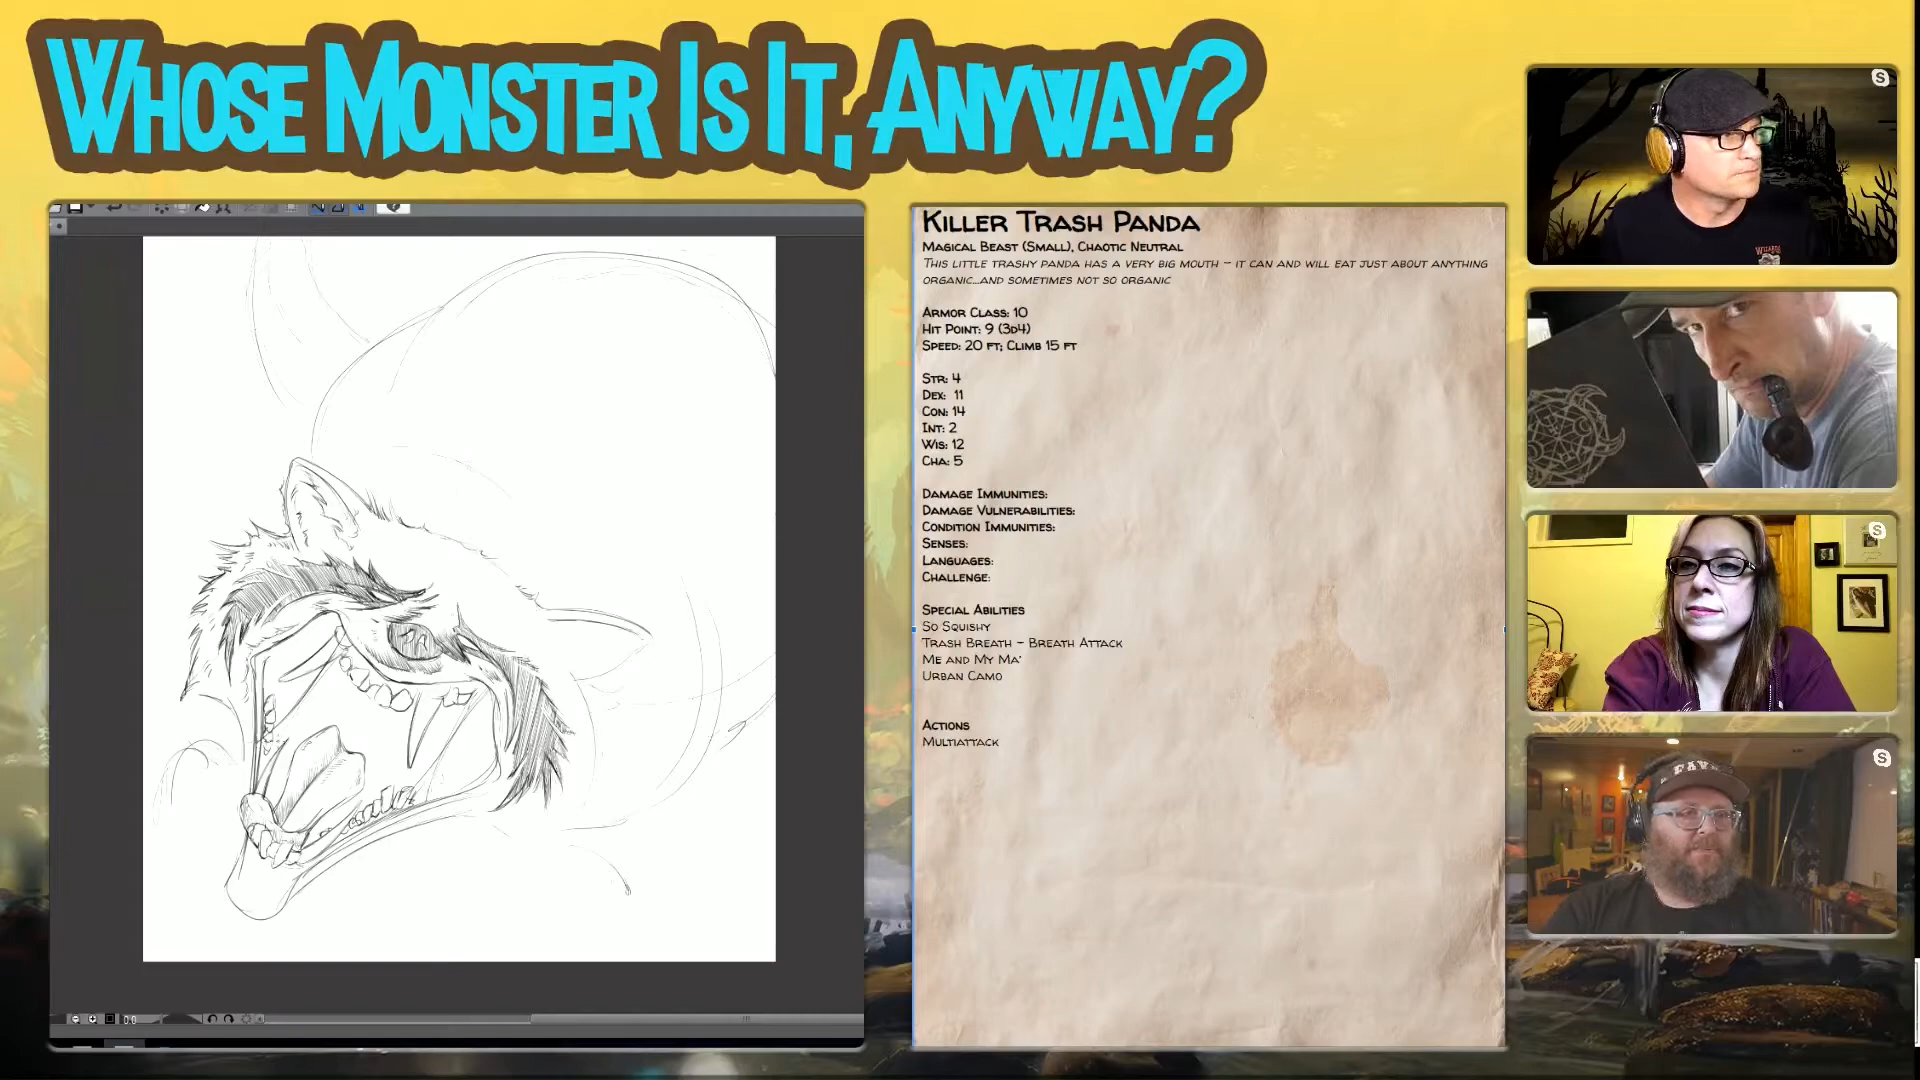 Whose Monster Is It, Anyway?
Killer Trash Panda
Magical Beast (Small), Chaotic Neutral
This little trashy panda has a very big mouth – it can and will eat just about anything
organic...and sometimes not so organic
Armor Class: 10
Hit Point: 9 (3d4)
Speed: 20 ft; Climb 15 ft
Str: 4
Dex: 11
Con: 14
Int: 2
Wis: 12
Cha: 5
Damage Immunities:
Damage Vulnerabilities:
Condition Immunities:
Senses:
Languages:
Challenge:
Special Abilities
So Squishy
Trash Breath – Breath Attack
Me and My Ma'
Urban Camo
Actions
Multiattack
S
S
S